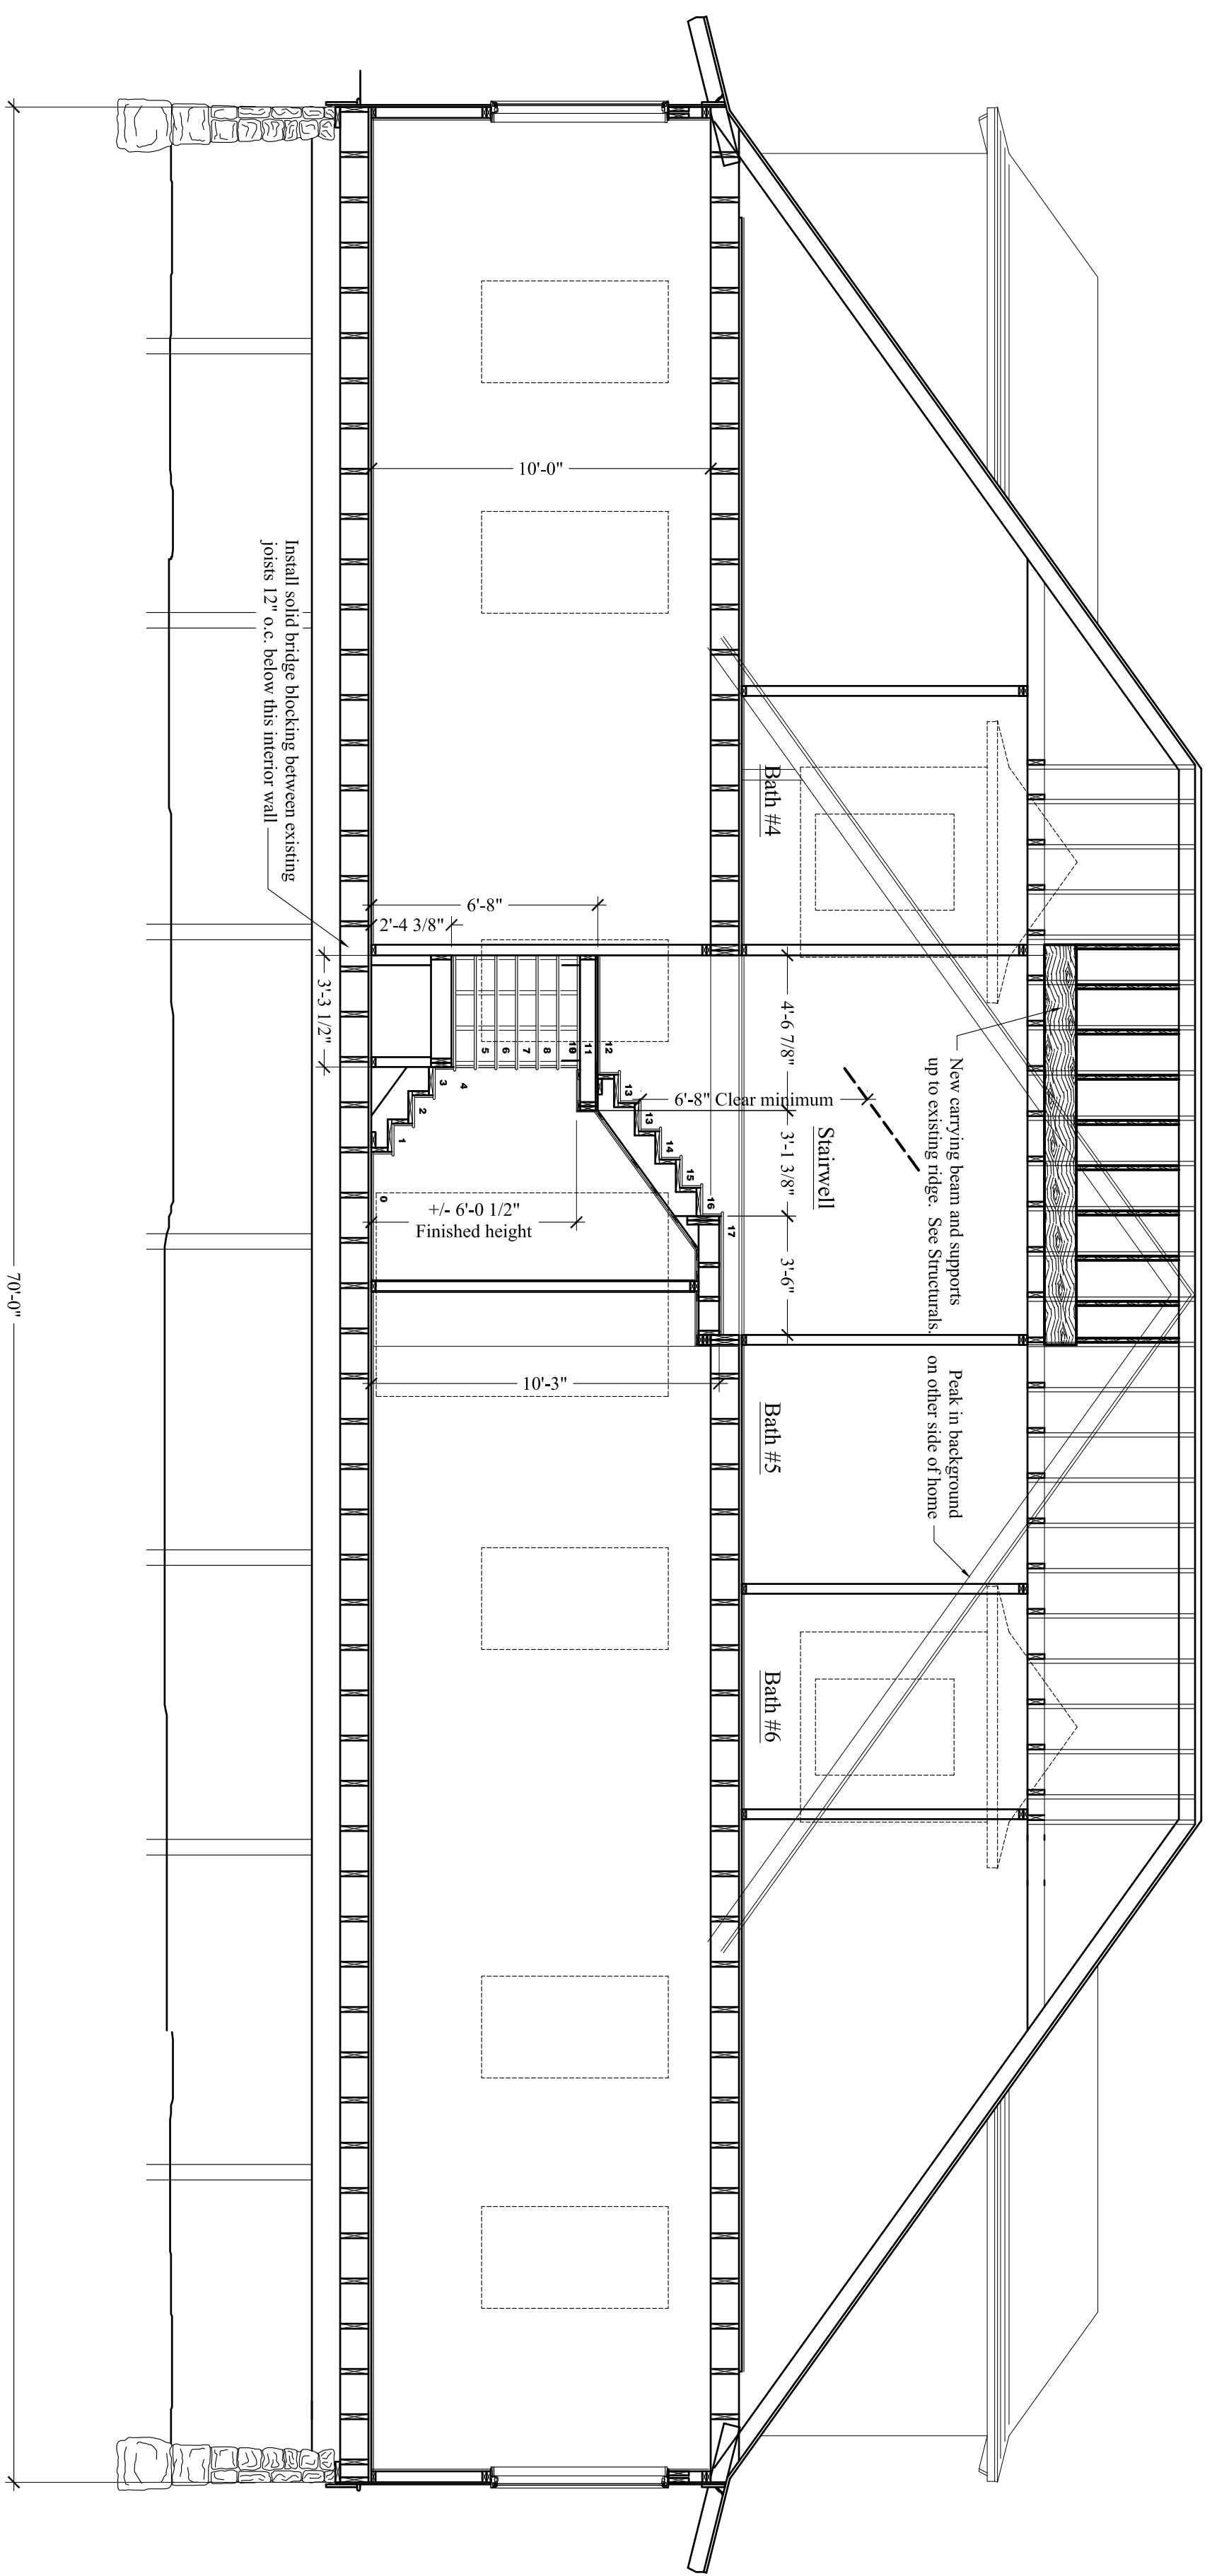 New carrying beam and supports
up to existing ridge.  See Structurals.
Peak in background
on other side of home
Bath #4
Stairwell
Bath #5
Bath #6
6'-8" Clear minimum
4'-6 7/8"
3'-1 3/8"
3'-6"
10'-0"
6'-8"
2'-4 3/8"
+/- 6'-0 1/2"
Finished height
10'-3"
17
16
15
14
13
13
12
11
10
8
7
6
5
4
3
2
1
0
3'-3 1/2"
Install solid bridge blocking between existing
joists 12" o.c. below this interior wall
70'-0"